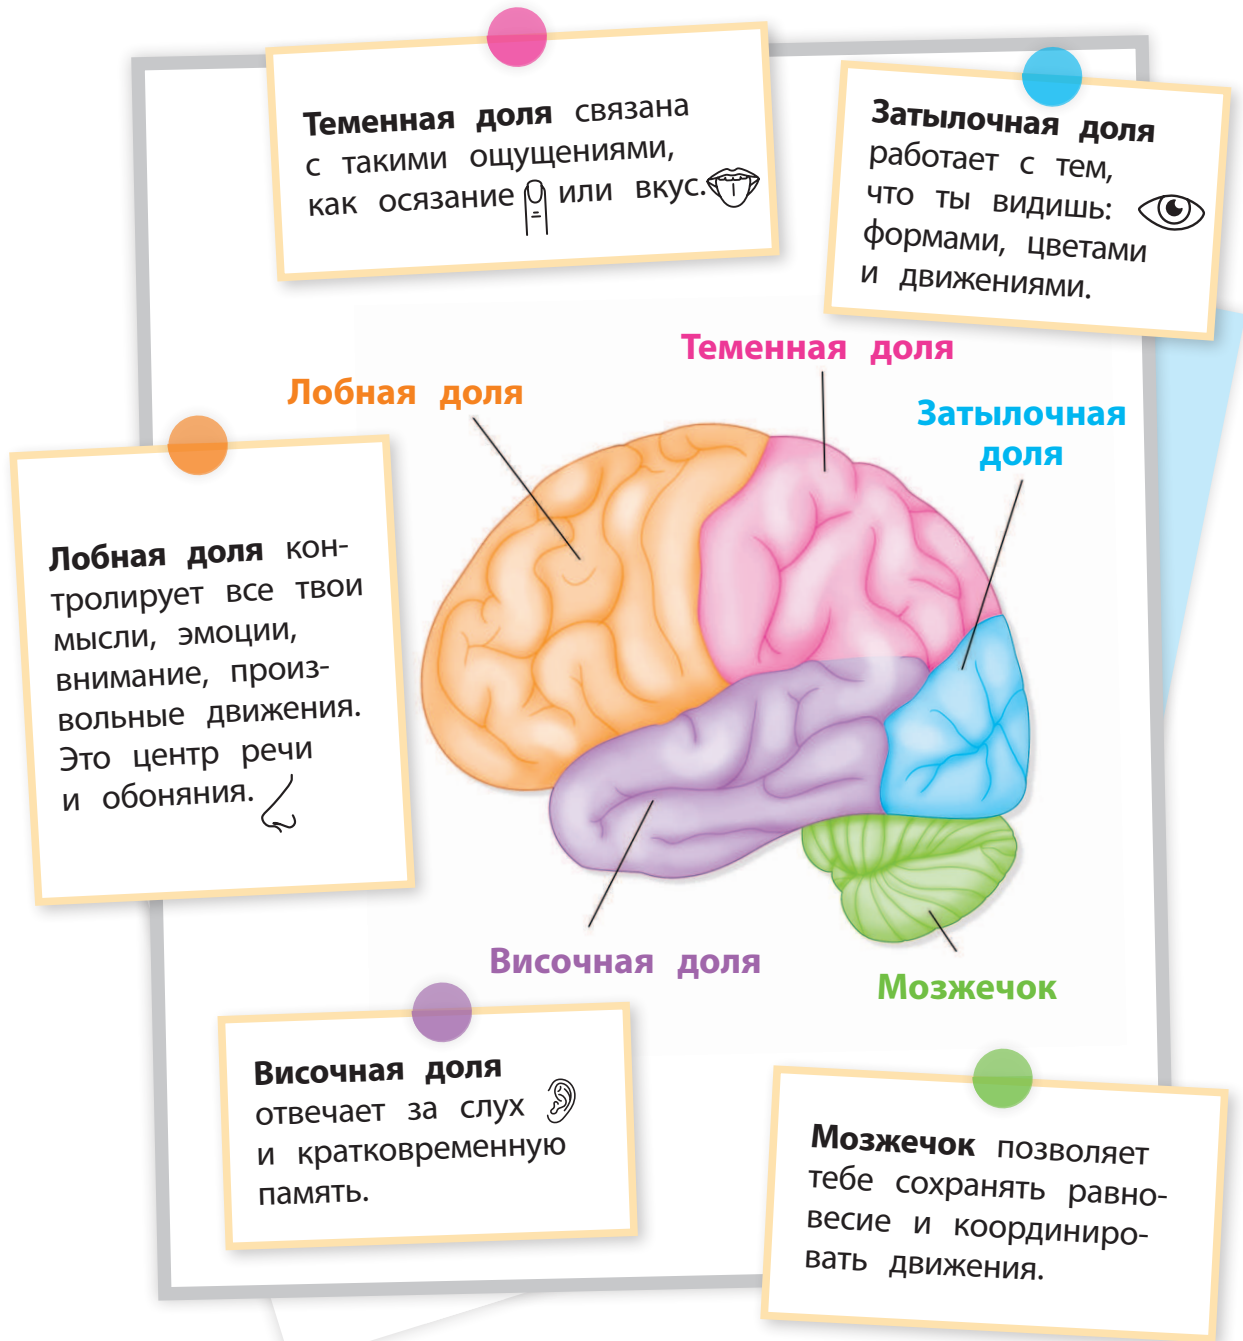 Теменная доля связана
с такими ощущениями,
как осязание или вкус.
Затылочная доля
работает с тем,
что ты видишь:
формами, цветами
и движениями.
Теменная доля
Лобная доля
Затылочная
доля
Лобная доля кон-
тролирует все твои
мысли, эмоции,
внимание, произ-
вольные движения.
Это центр речи
и обоняния.
Височная доля
Мозжечок
Височная доля
отвечает за слух
и кратковременную
память.
Мозжечок позволяет
тебе сохранять равно-
весие и координиро-
вать движения.